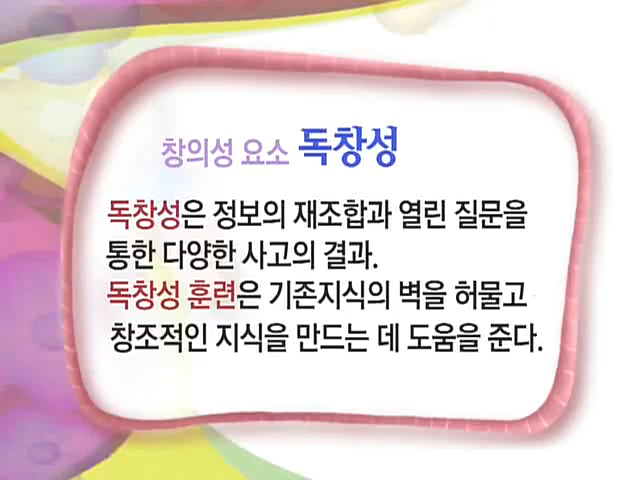 창의성 요소 독창성
독창성은 정보의 재조합과 열린 질문을
통한 다양한 사고의 결과.
독창성 훈련은 기존지식의 벽을 허물고
창조적인 지식을 만드는 데 도움을 준다.